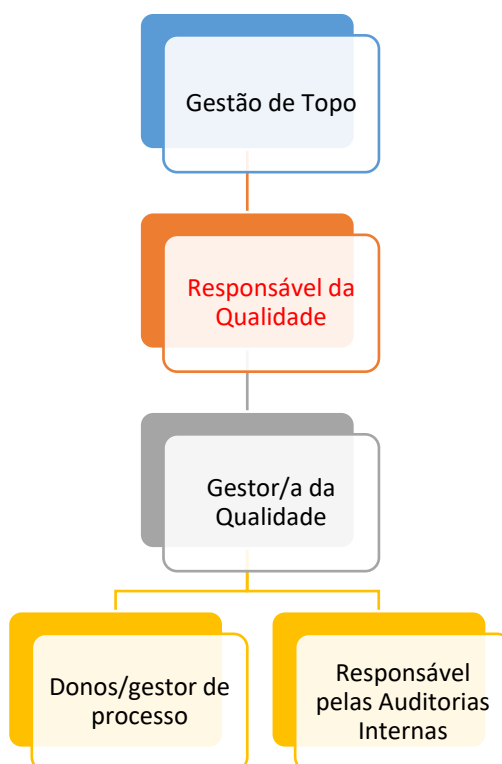 Gestão de Topo
Responsável da
Qualidade
Gestor/a da
Qualidade
Donos/gestor de
processo
Responsável
pelas Auditorias
Internas